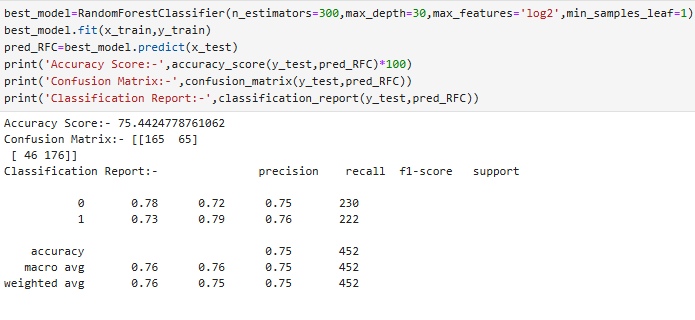 best_model=RandomForestClassifier(n_estimators=300,max_depth=30,max_features='log2',min_samples_leaf=1)
best_model.fit(x_train,y_train)
pred_RFC=best_model.predict(x_test)
print('Accuracy Score:-',accuracy_score(y_test,pred_RFC)*100)
print('Confusion Matrix:-',confusion_matrix(y_test,pred_RFC))
print('Classification Report:-',classification_report(y_test,pred_RFC))
Accuracy Score:- 75.4424778761062
Confusion Matrix:- [[165  65]
 [ 46 176]]
Classification Report:-               precision    recall  f1-score   support
           0       0.78      0.72      0.75       230
           1       0.73      0.79      0.76       222
    accuracy                           0.75       452
   macro avg       0.76      0.76      0.75       452
weighted avg       0.76      0.75      0.75       452